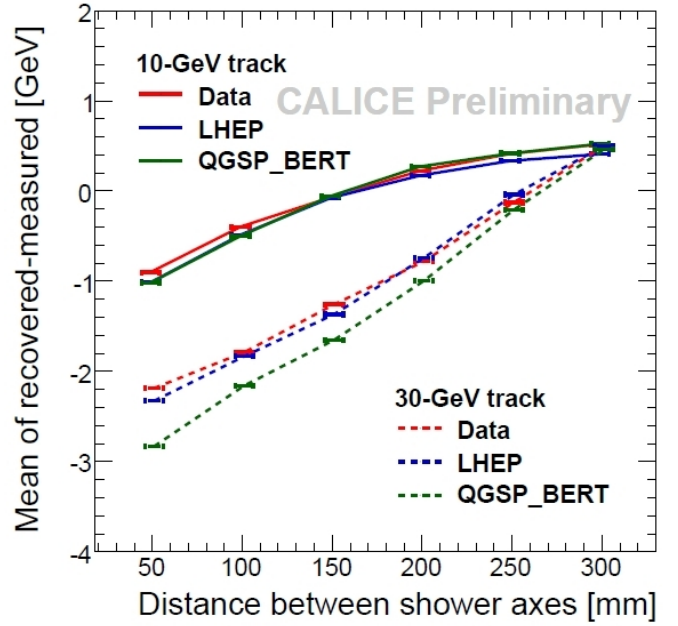 2
1
0
-1
-2
-3
-4
Mean of recovered-measured [GeV]
10-GeV track
Data
LHEP
QGSP_BERT
CALICE Preliminary
30-GeV track
Data
LHEP
QGSP_BERT
50 100 150 200 250 300
Distance between shower axes [mm]